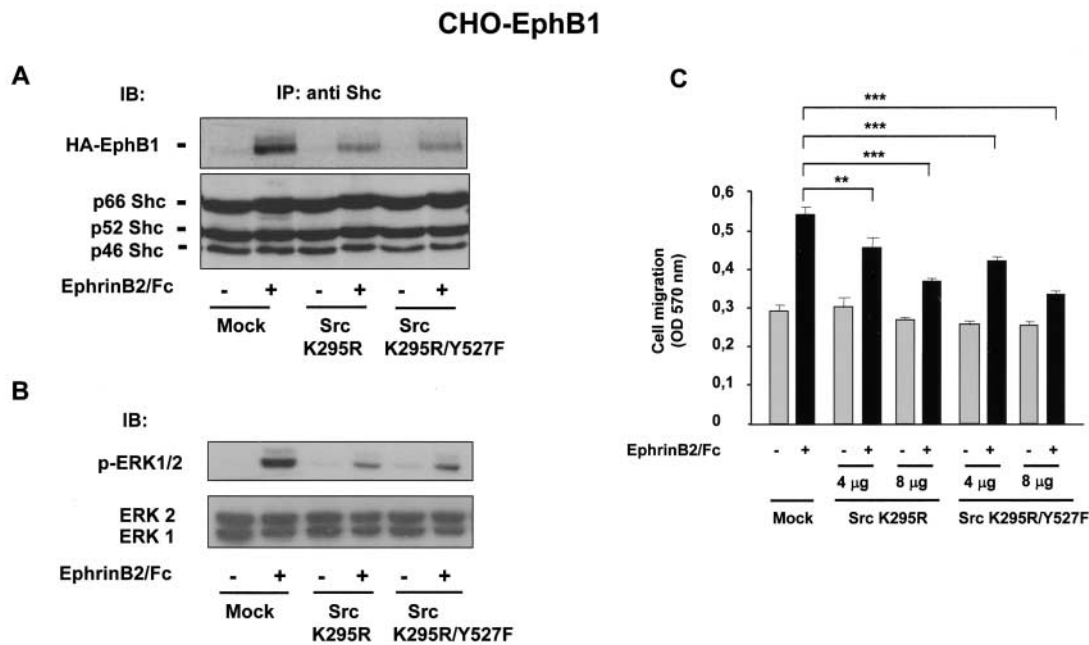 CHO-EphB1
A
IB: IP: anti Shc
HA-EphB1 -
p66 Shc -
p52 Shc -
p46 Shc -
EphrinB2/Fc - + - + - +
Mock Src Src
K295R K295R/Y527F
B
IB:
p-ERK1/2
ERK 2
ERK 1
EphrinB2/Fc - + - + - +
Mock Src Src
K295R K295R/Y527F
C
***
***
***
**
Cell migration
(OD 570 nm)
0,6
0,5
0,4
0,3
0,2
0,1
0
EphrinB2/Fc - + - + - + - + - +
4 µg 8 µg 4 µg 8 µg
Mock Src K295R Src K295R/Y527F